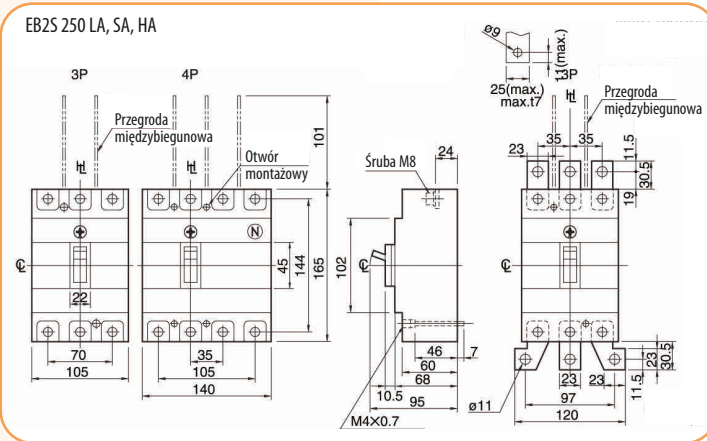 EB2S 250 LA, SA, HA
3P
4P
Przegroda
międzybiegunowa
Otwór
montażowy
101
N
22
45
144
165
70
105
35
105
140
Śruba M8
24
102
46
7
60
68
10.5
95
M4×0.7
ø9
11(max.)
25(max.)
max.t7
3P
Przegroda
międzybiegunowa
35
35
23
11.5
30.5
19
ø11
23
23
97
120
23
11.5
30.5